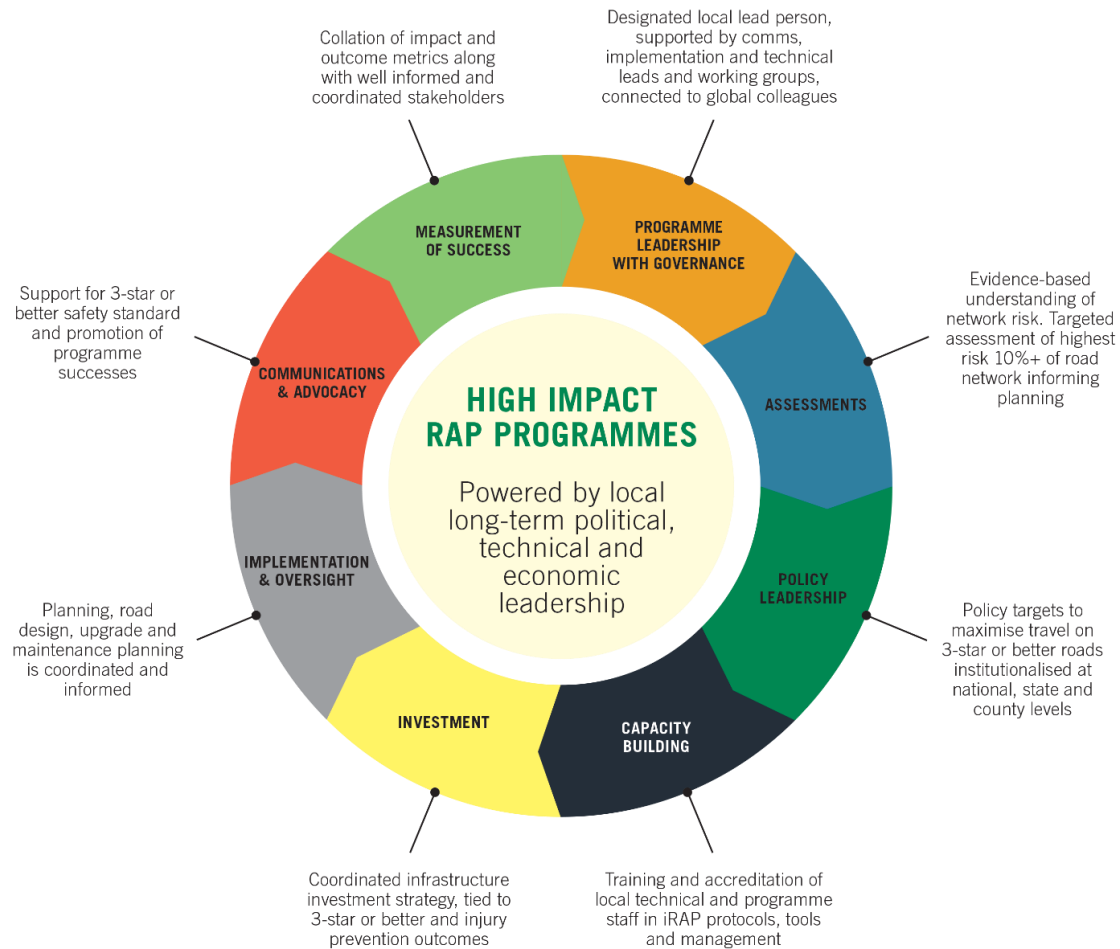 Collation of impact and
outcome metrics along
with well informed and
coordinated stakeholders
Designated local lead person,
supported by comms,
implementation and technical
leads and working groups,
connected to global colleagues
MEASUREMENT
OF SUCCESS
PROGRAMME
LEADERSHIP
WITH GOVERNANCE
Support for 3-star or
better safety standard
and promotion of
programme
successes
COMMUNICATIONS
& ADVOCACY
HIGH IMPACT
RAP PROGRAMMES
Powered by local
long-term political,
technical and
economic
leadership
ASSESSMENTS
Evidence-based
understanding of
network risk. Targeted
assessment of highest
risk 10%+ of road
network informing
planning
IMPLEMENTATION
& OVERSIGHT
POLICY
LEADERSHIP
Planning, road
design, upgrade and
maintenance planning
is coordinated and
informed
Policy targets to
maximise travel on
3-star or better roads
institutionalised at
national, state and
county levels
INVESTMENT
CAPACITY
BUILDING
Coordinated infrastructure
investment strategy, tied to
3-star or better and injury
prevention outcomes
Training and accreditation of
local technical and programme
staff in iRAP protocols, tools
and management